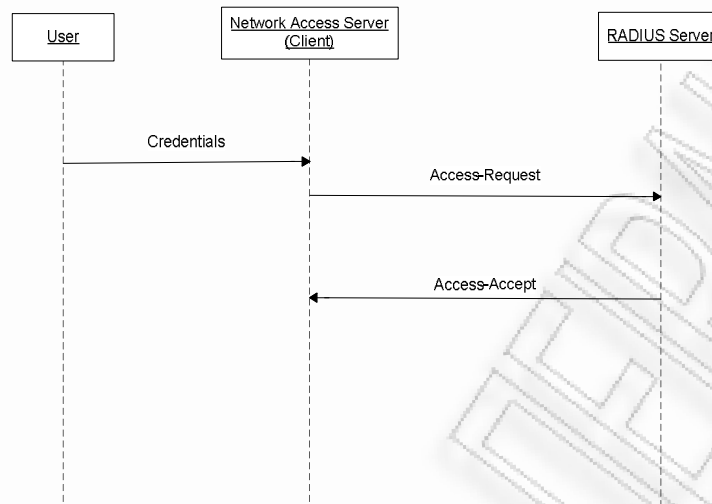 User
Network Access Server
(Client)
RADIUS Server
Credentials
Access-Request
Access-Accept